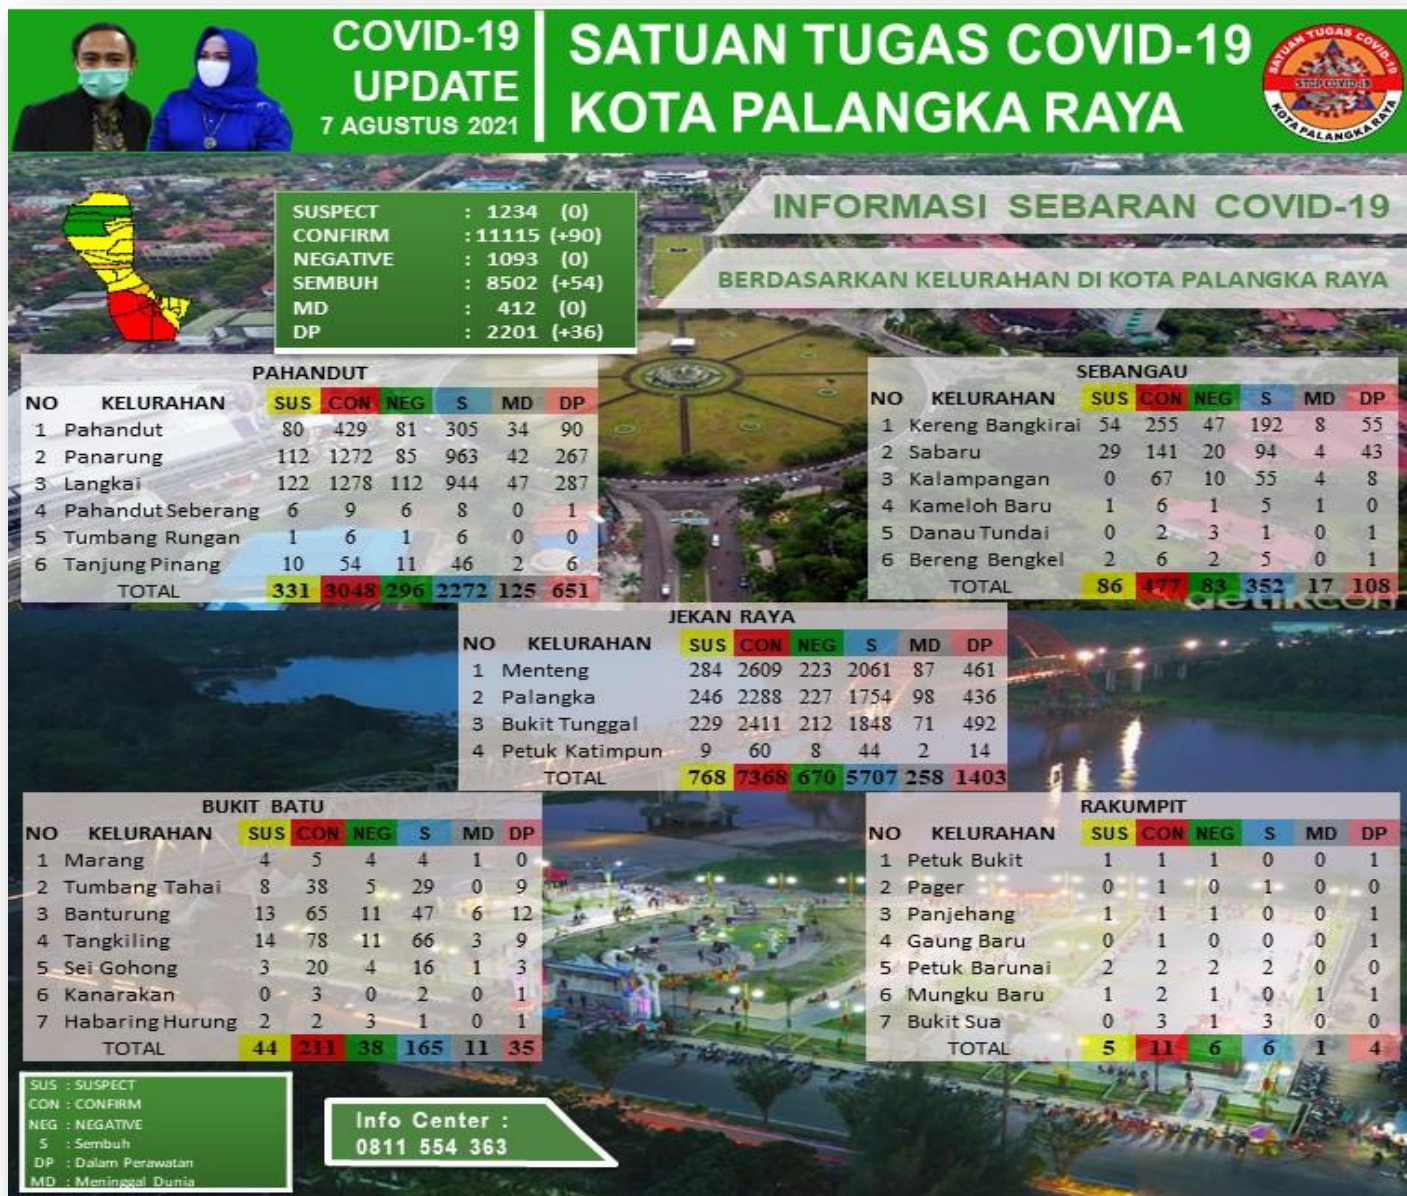 COVID-19
UPDATE
7 AGUSTUS 2021
SATUAN TUGAS COVID-19
KOTA PALANGKA RAYA
SATUAN TUGAS COVID-19
STOP COVID-19
KOTA PALANGKARAYA
SUSPECT : 1234 (0)
CONFIRM : 11115 (+90)
NEGATIVE : 1093 (0)
SEMBUH : 8502 (+54)
MD : 412 (0)
DP : 2201 (+36)
INFORMASI SEBARAN COVID-19
BERDASARKAN KELURAHAN DI KOTA PALANGKA RAYA
PAHANDUT
NO KELURAHAN SUS CON NEG S MD DP
1 Pahandut 80 429 81 305 34 90
2 Panarung 112 1272 85 963 42 267
3 Langkai 122 1278 112 944 47 287
4 Pahandut Seberang 6 9 6 8 0 1
5 Tumbang Rungan 1 6 1 6 0 0
6 Tanjung Pinang 10 54 11 46 2 6
TOTAL 331 3048 296 2272 125 651
SEBANGAU
NO KELURAHAN SUS CON NEG S MD DP
1 Kereng Bangkirai 54 255 47 192 8 55
2 Sabaru 29 141 20 94 4 43
3 Kalampangan 0 67 10 55 4 8
4 Kameloh Baru 1 6 1 5 1 0
5 Danau Tundai 0 2 3 1 0 1
6 Bereng Bengkel 2 6 2 5 0 1
TOTAL 86 477 83 352 17 108
detikcom
JEKAN RAYA
NO KELURAHAN SUS CON NEG S MD DP
1 Menteng 284 2609 223 2061 87 461
2 Palangka 246 2288 227 1754 98 436
3 Bukit Tunggal 229 2411 212 1848 71 492
4 Petuk Katimpun 9 60 8 44 2 14
TOTAL 768 7368 670 5707 258 1403
BUKIT BATU
NO KELURAHAN SUS CON NEG S MD DP
1 Marang 4 5 4 4 1 0
2 Tumbang Tahai 8 38 5 29 0 9
3 Banturung 13 65 11 47 6 12
4 Tangkiling 14 78 11 66 3 9
5 Sei Gohong 3 20 4 16 1 3
6 Kanarakan 0 3 0 2 0 1
7 Habaring Hurung 2 2 3 1 0 1
TOTAL 44 211 38 165 11 35
RAKUMPIT
NO KELURAHAN SUS CON NEG S MD DP
1 Petuk Bukit 1 1 1 0 0 1
2 Pager 0 1 0 1 0 0
3 Panjehang 1 1 1 0 0 1
4 Gaung Baru 0 1 0 0 0 1
5 Petuk Barunai 2 2 2 2 0 0
6 Mungku Baru 1 2 1 0 1 1
7 Bukit Sua 0 3 1 3 0 0
TOTAL 5 11 6 6 1 4
SUS : SUSPECT
CON : CONFIRM
NEG : NEGATIVE
S : Sembuh
DP : Dalam Perawatan
MD : Meninggal Dunia
Info Center :
0811 554 363